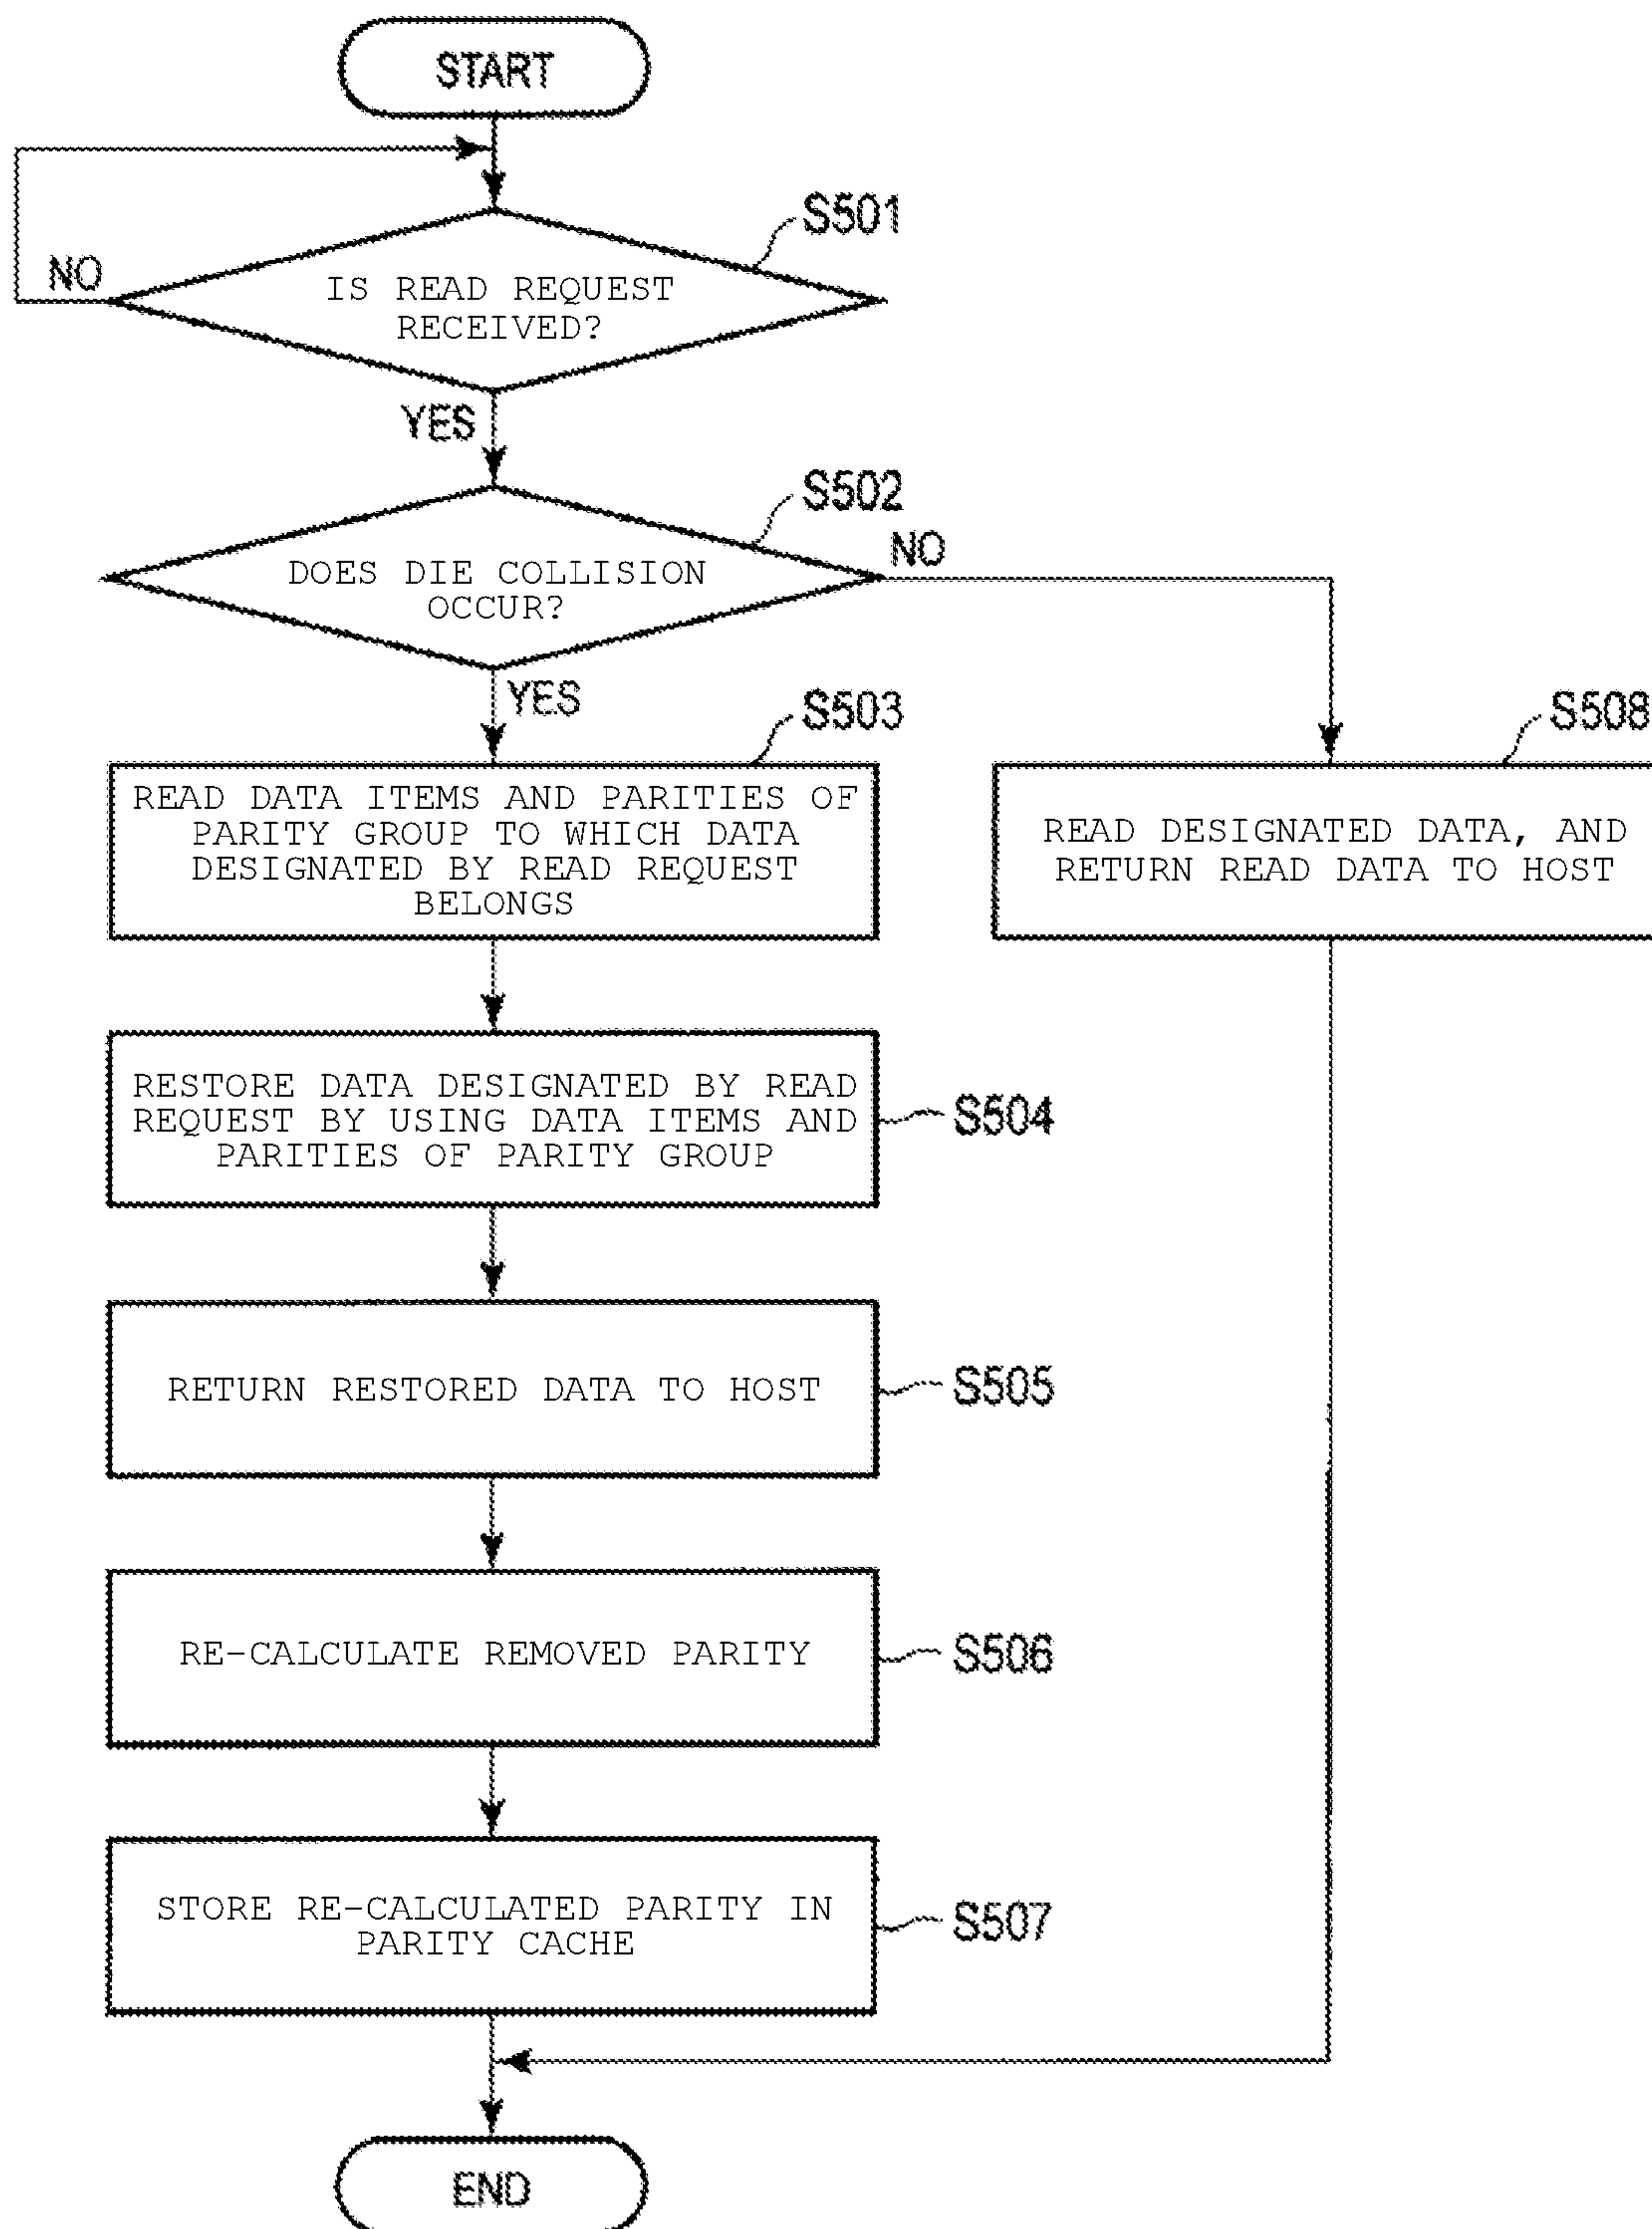 START
S501
NO
IS READ REQUEST
RECEIVED?
YES
S502
NO
DOES DIE COLLISION
OCCUR?
YES
S503
S508
READ DATA ITEMS AND PARITIES OF
PARITY GROUP TO WHICH DATA
DESIGNATED BY READ REQUEST
BELONGS
READ DESIGNATED DATA, AND
RETURN READ DATA TO HOST
RESTORE DATA DESIGNATED BY READ
REQUEST BY USING DATA ITEMS AND
PARITIES OF PARITY GROUP
S504
RETURN RESTORED DATA TO HOST
S505
RE-CALCULATE REMOVED PARITY
S506
STORE RE-CALCULATED PARITY IN
PARITY CACHE
S507
END